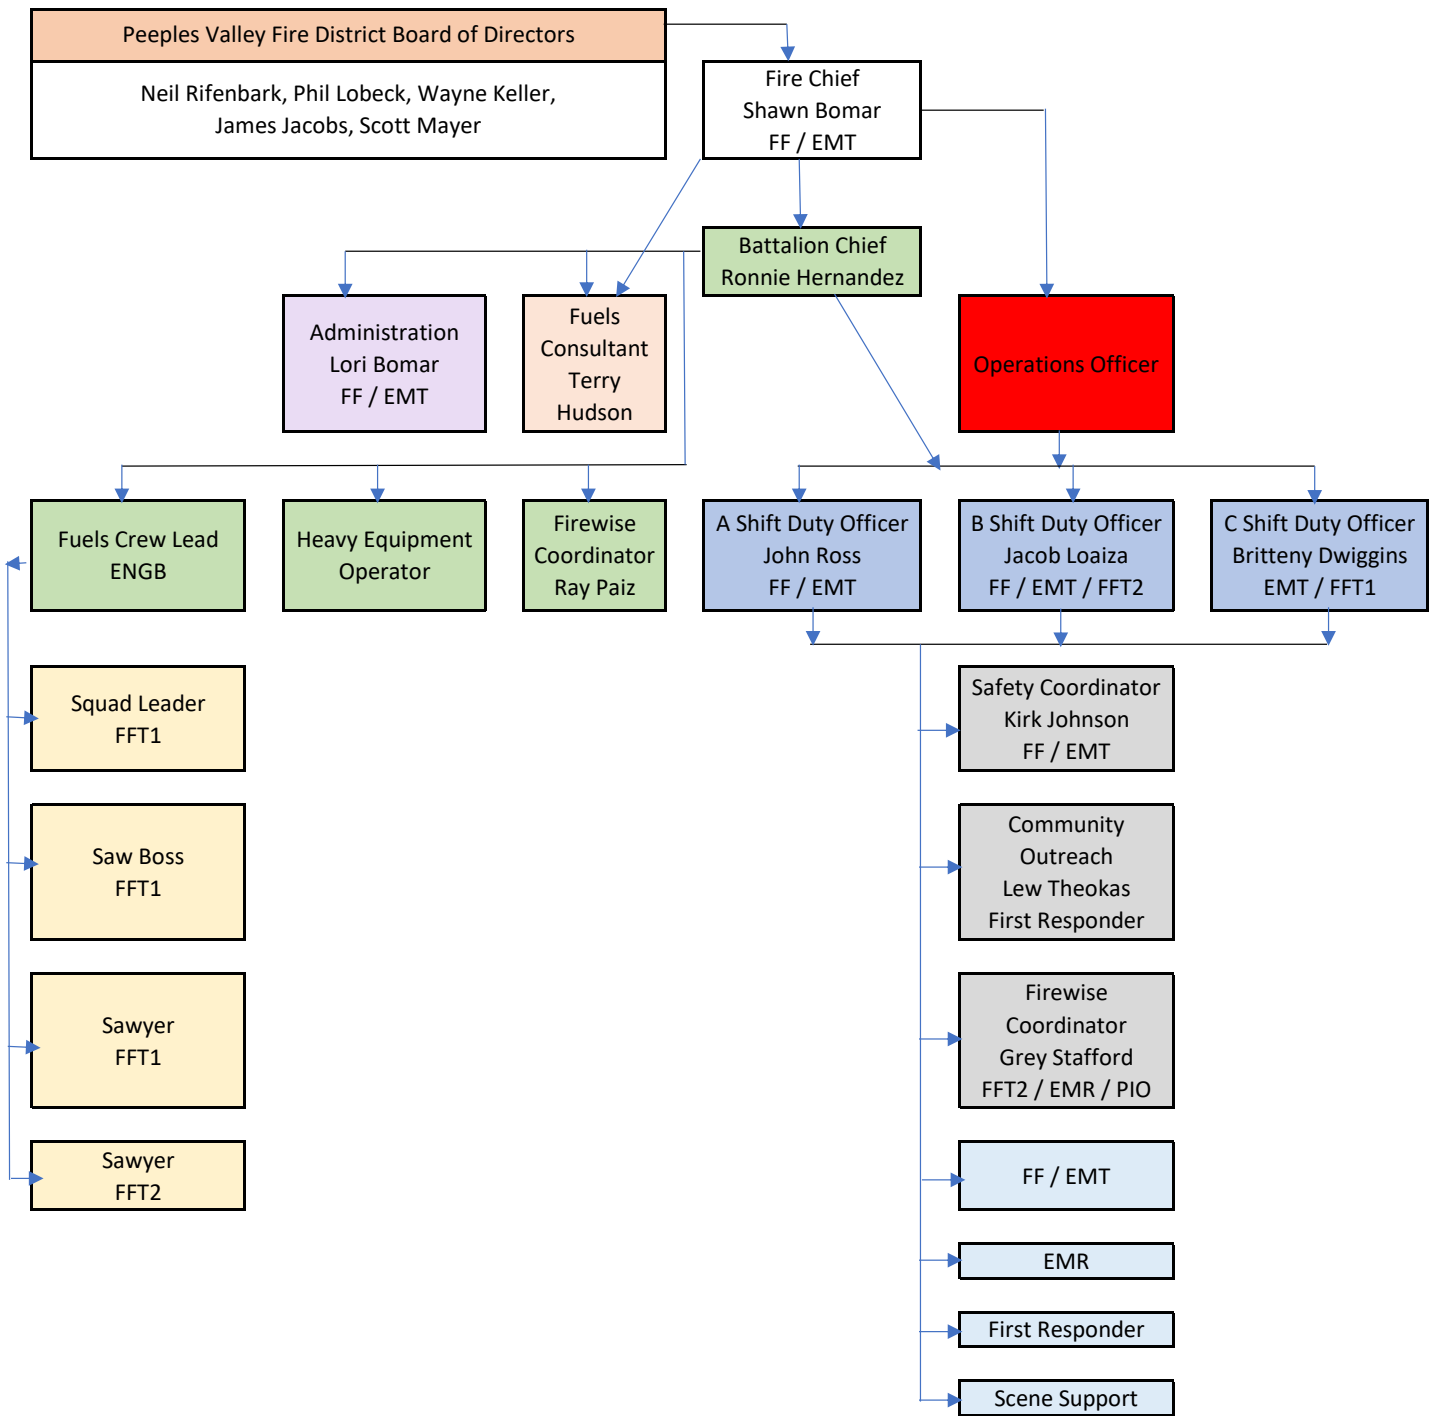 Peeples Valley Fire District Board of Directors
Neil Rifenbark, Phil Lobeck, Wayne Keller,
James Jacobs, Scott Mayer
Fire Chief
Shawn Bomar
FF / EMT
Battalion Chief
Ronnie Hernandez
Administration
Lori Bomar
FF / EMT
Fuels
Consultant
Terry
Hudson
Operations Officer
Fuels Crew Lead
ENGB
Heavy Equipment
Operator
Firewise
Coordinator
Ray Paiz
A Shift Duty Officer
John Ross
FF / EMT
B Shift Duty Officer
Jacob Loaiza
FF / EMT / FFT2
C Shift Duty Officer
Britteny Dwiggins
EMT / FFT1
Squad Leader
FFT1
Saw Boss
FFT1
Sawyer
FFT1
Sawyer
FFT2
Safety Coordinator
Kirk Johnson
FF / EMT
Community
Outreach
Lew Theokas
First Responder
Firewise
Coordinator
Grey Stafford
FFT2 / EMR / PIO
FF / EMT
EMR
First Responder
Scene Support